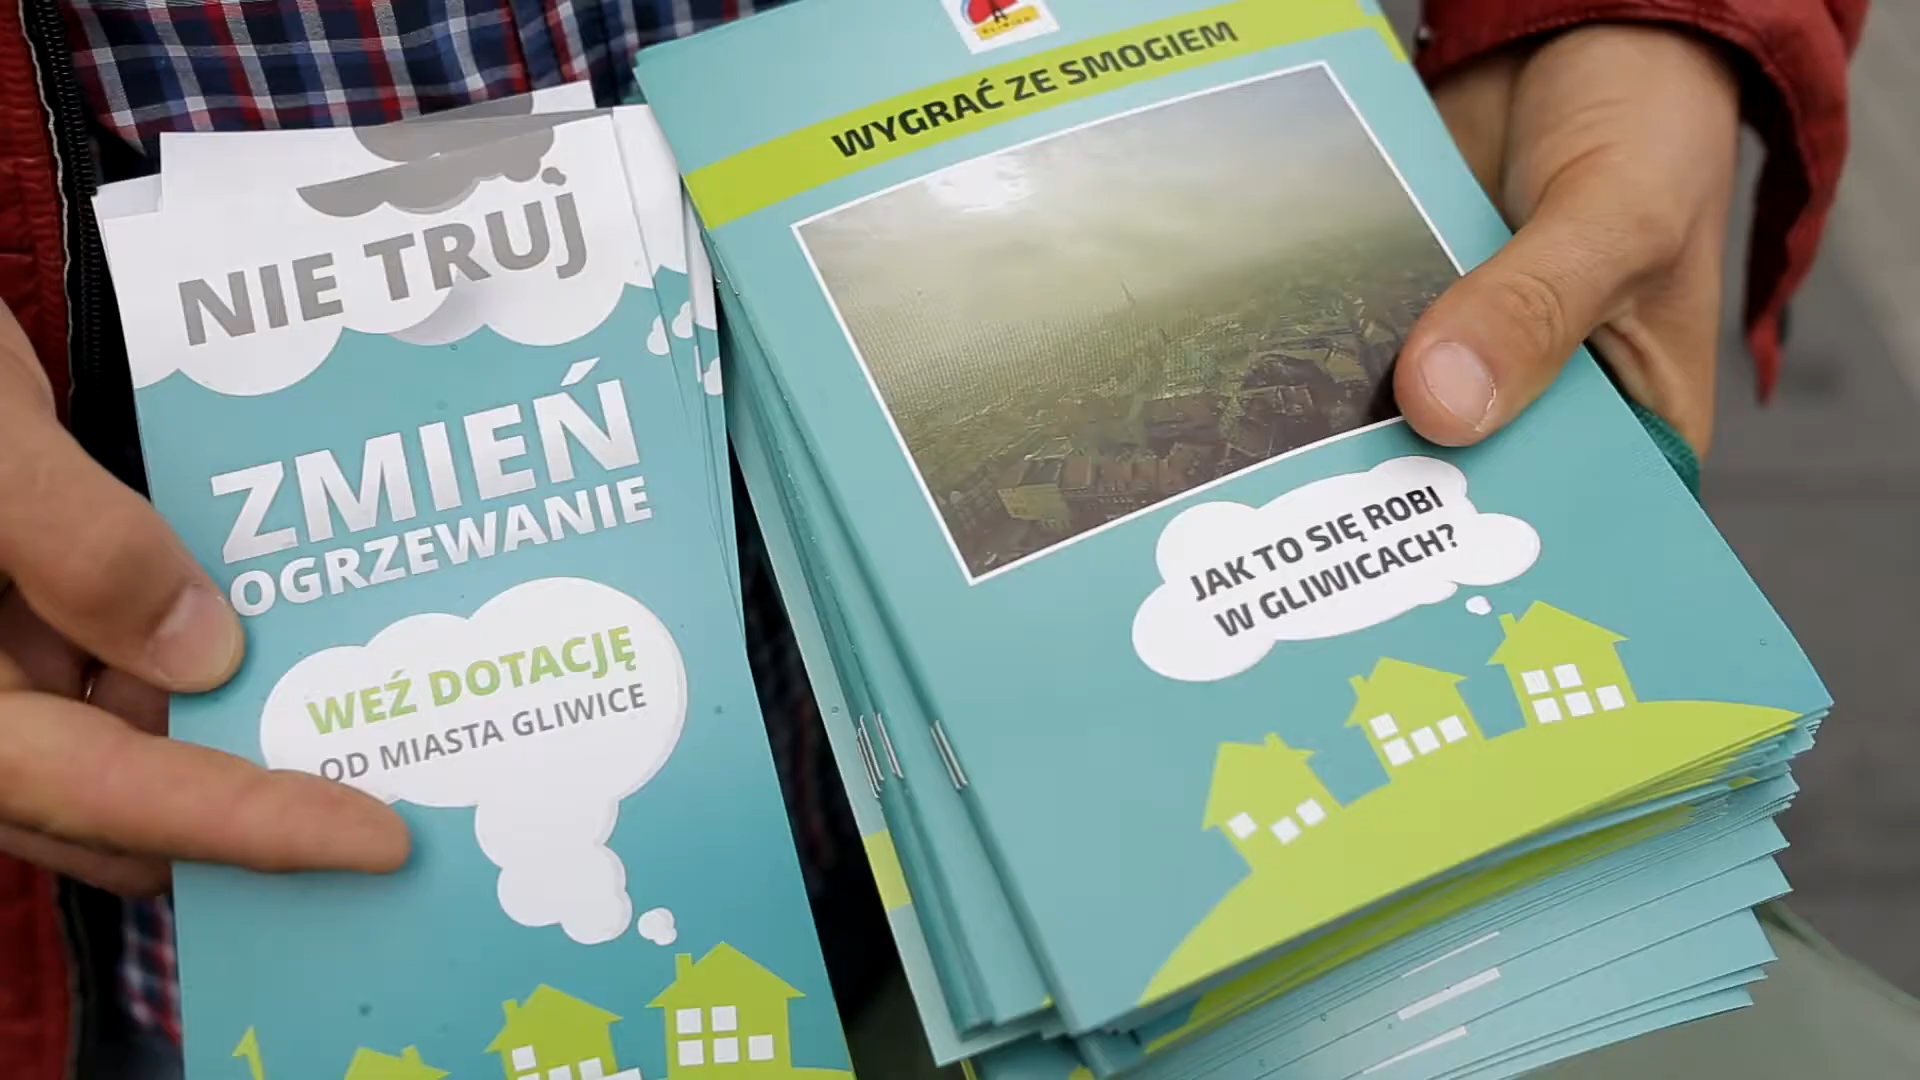 NIE TRUJ
ZMIEŃ
OGRZEWANIE
WEŹ DOTACJĘ
OD MIASTA GLIWICE
WYGRAĆ ZE SMOGIEM
JAK TO SIĘ ROBI
W GLIWICACH?